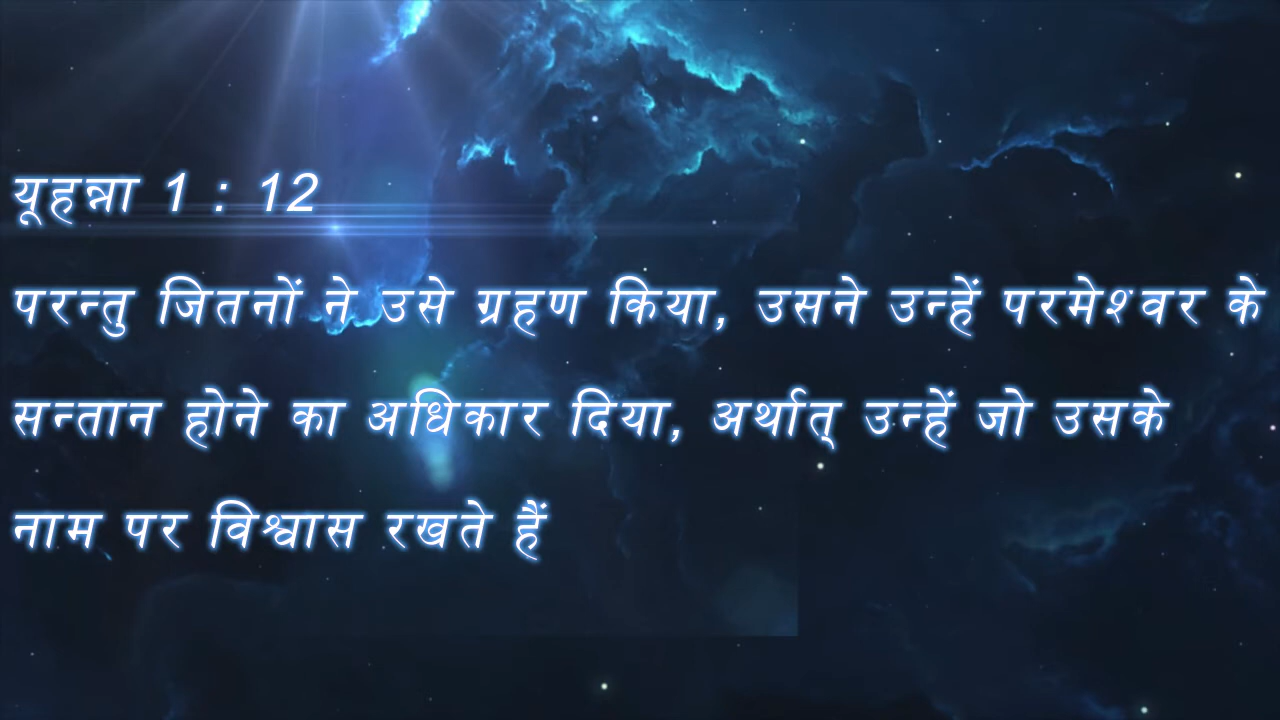 यूहन्ना 1 : 12
परन्तु जितनों ने उसे ग्रहण किया, उसने उन्हें परमेश्‍वर के
सन्तान होने का अधिकार दिया, अर्थात् उन्हें जो उसके
नाम पर विश्वास रखते हैं